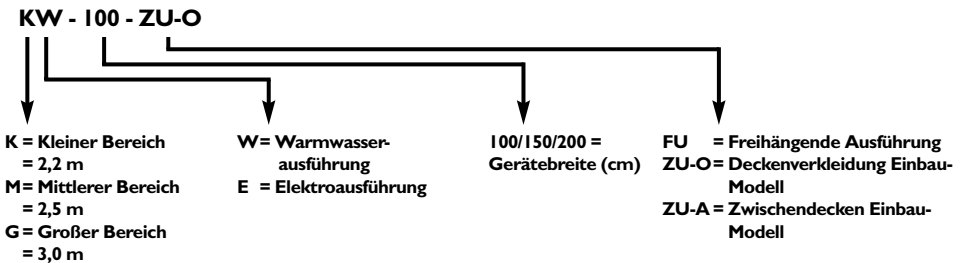 KW - 100 - ZU-O
K = Kleiner Bereich
= 2,2 m
M = Mittlerer Bereich
= 2,5 m
G = Großer Bereich
= 3,0 m
W = Warmwasser-
ausführung
E = Elektroausführung
100/150/200 =
Gerätebreite (cm)
FU = Freihängende Ausführung
ZU-O = Deckenverkleidung Einbau-
Modell
ZU-A = Zwischendecken Einbau-
Modell